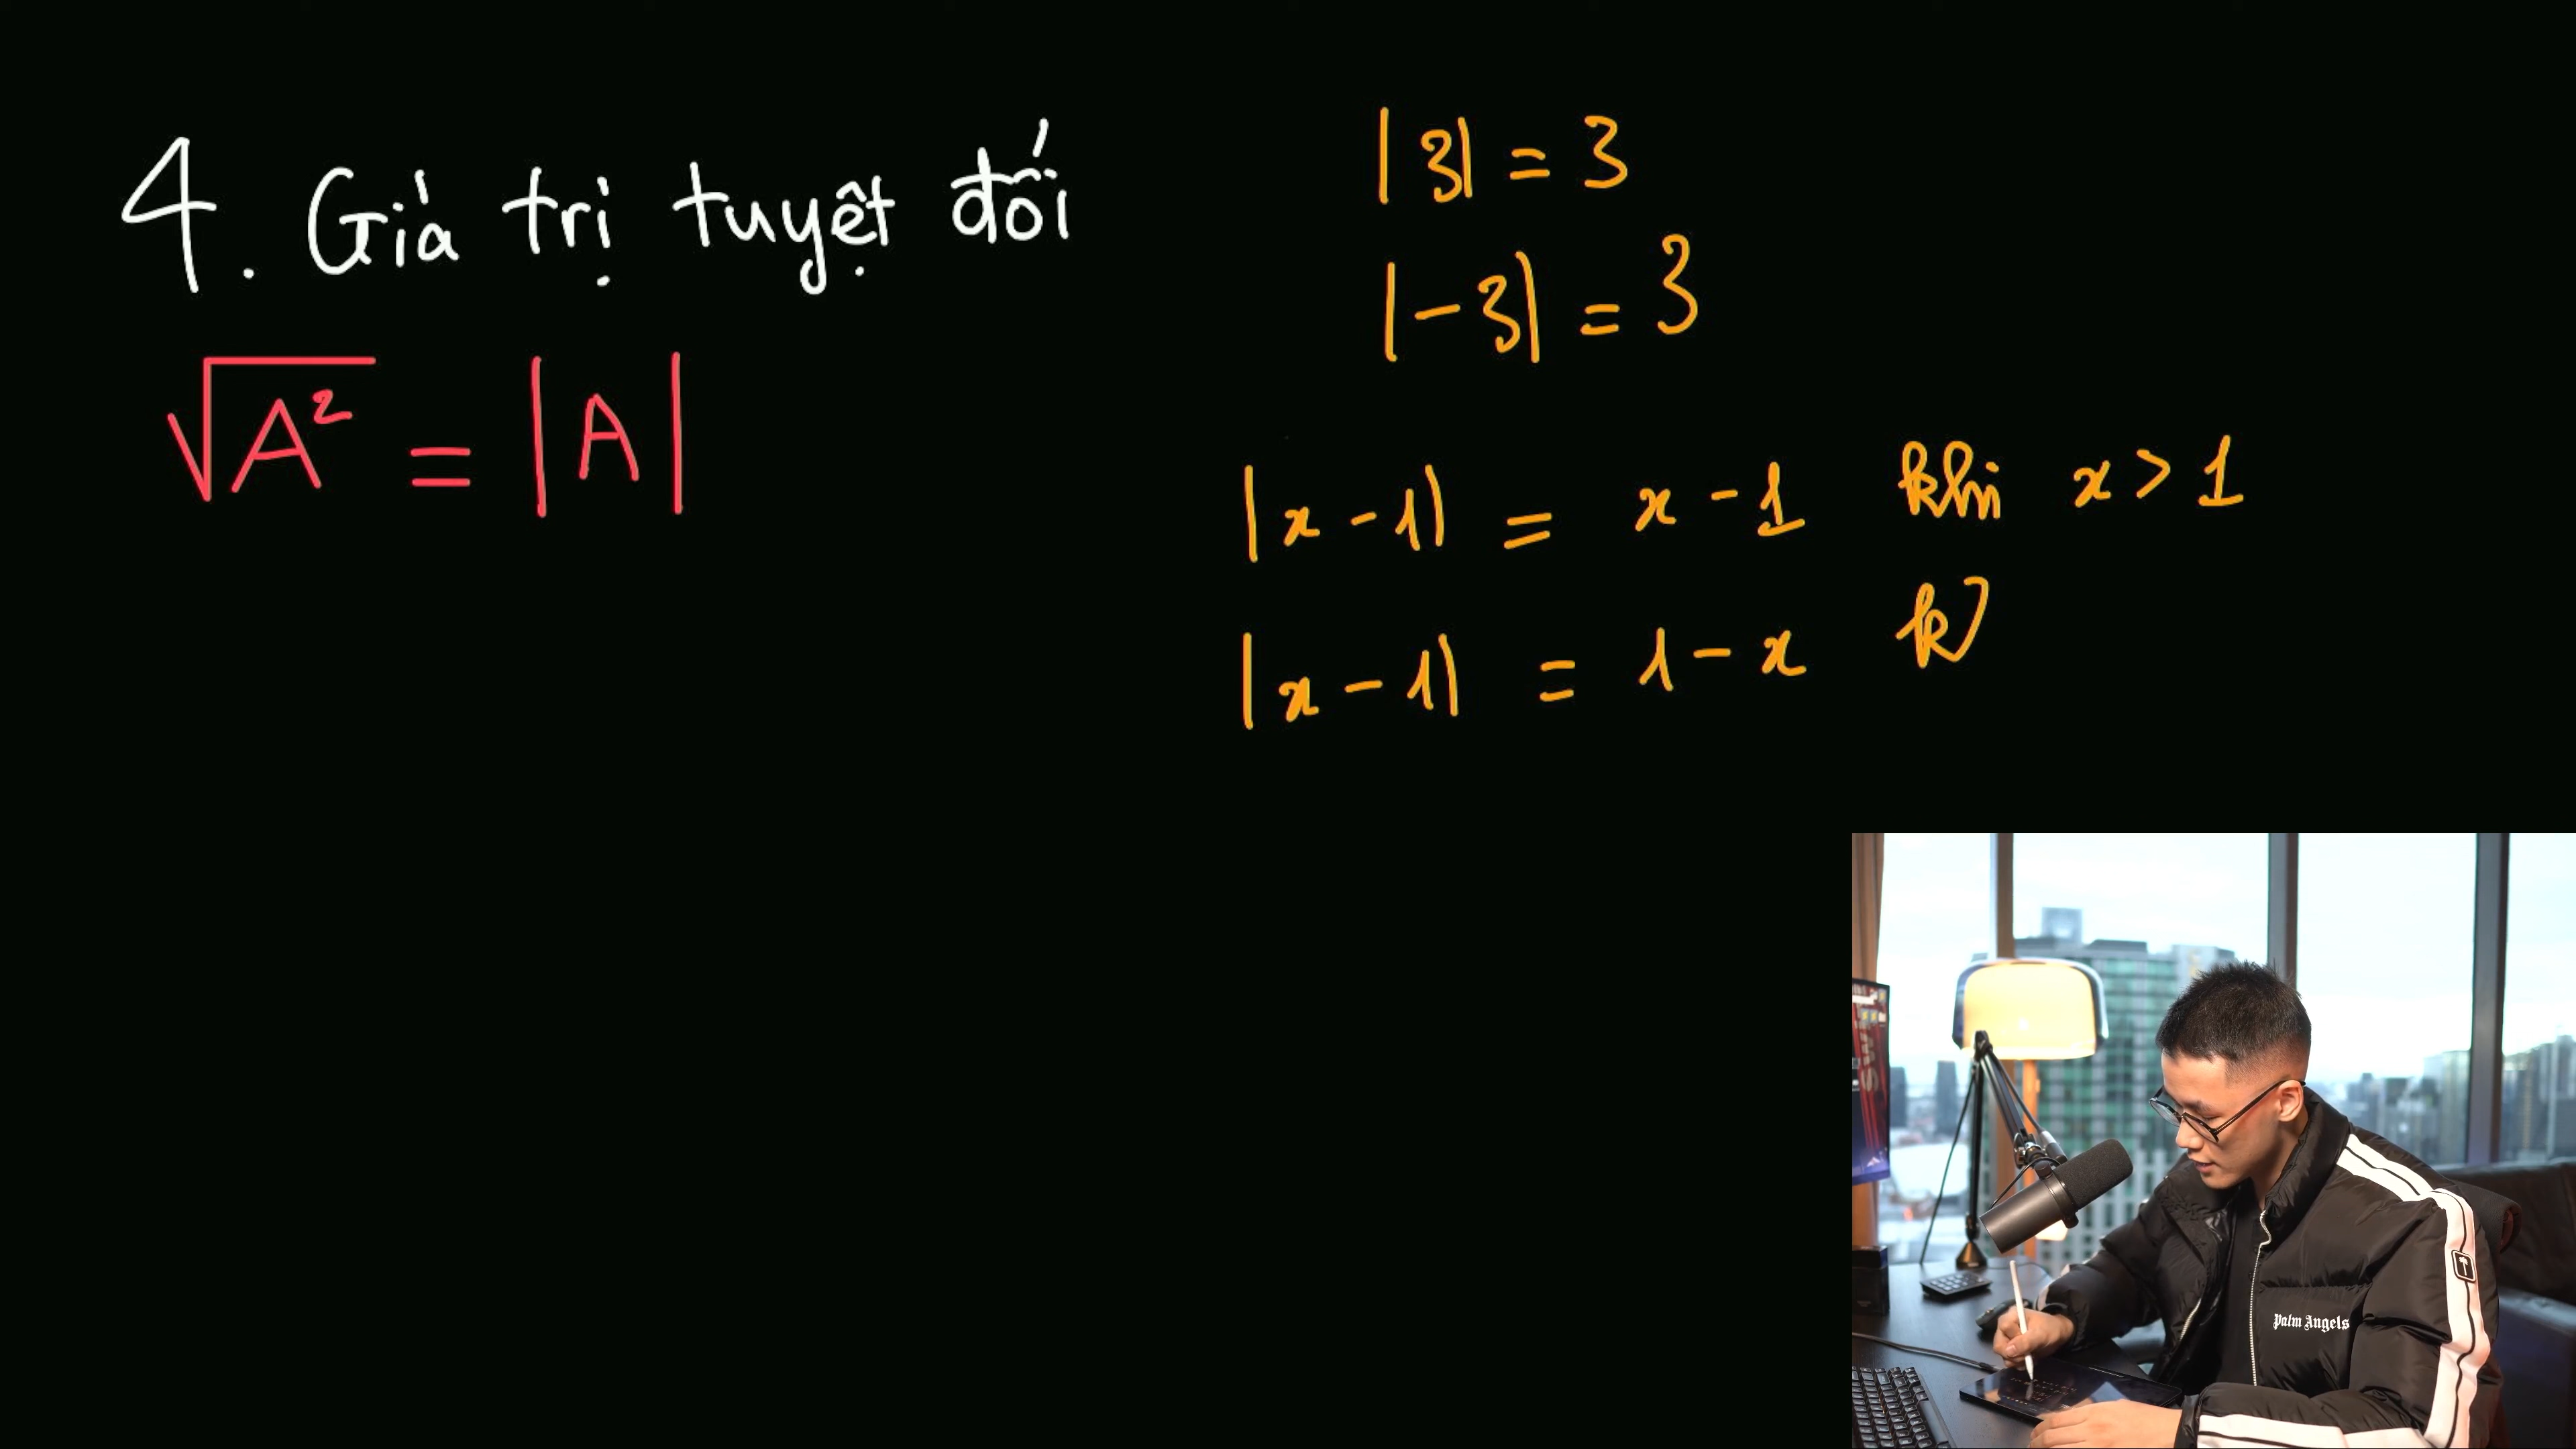 4. Giá trị tuyệt đối
√A² = |A|
|3| = 3
|-3| = 3
|x - 1| = x - 1 khi x > 1
|x - 1| = 1 - x
Palm Angels